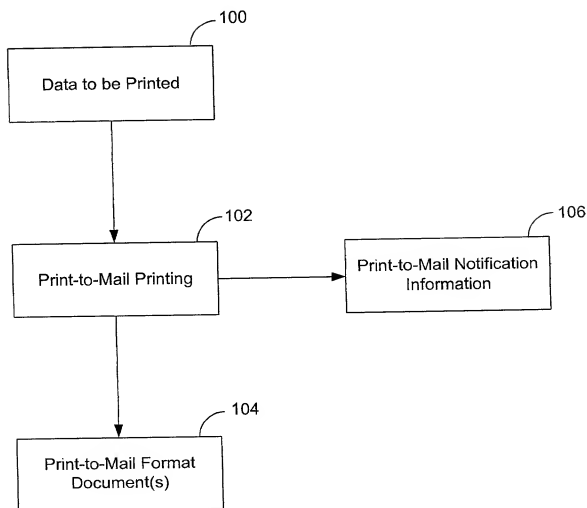 100
Data to be Printed
102
Print-to-Mail Printing
106
Print-to-Mail Notification
Information
104
Print-to-Mail Format
Document(s)